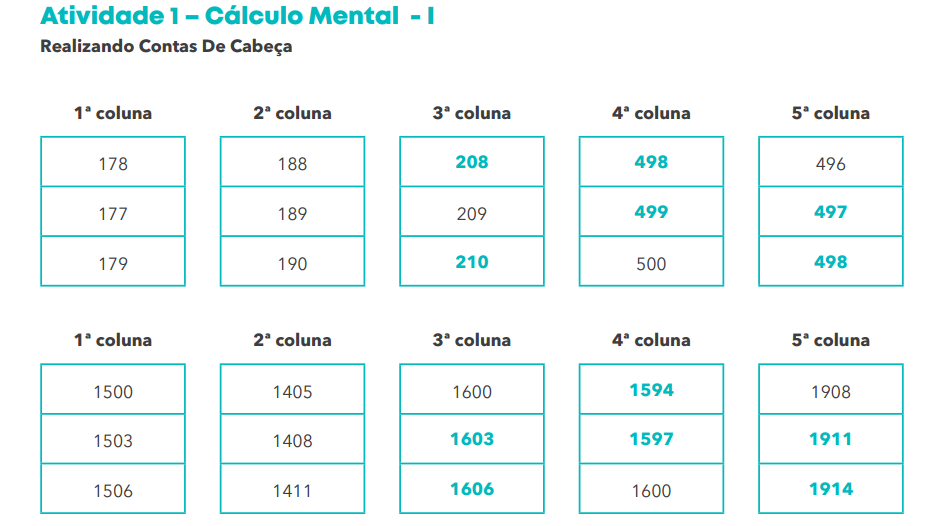 Atividade 1 – Cálculo Mental - I
Realizando Contas De Cabeça
1ª coluna 2ª coluna 3ª coluna 4ª coluna 5ª coluna
178 188 208 498 496
177 189 209 499 497
179 190 210 500 498
1ª coluna 2ª coluna 3ª coluna 4ª coluna 5ª coluna
1500 1405 1600 1594 1908
1503 1408 1603 1597 1911
1506 1411 1606 1600 1914